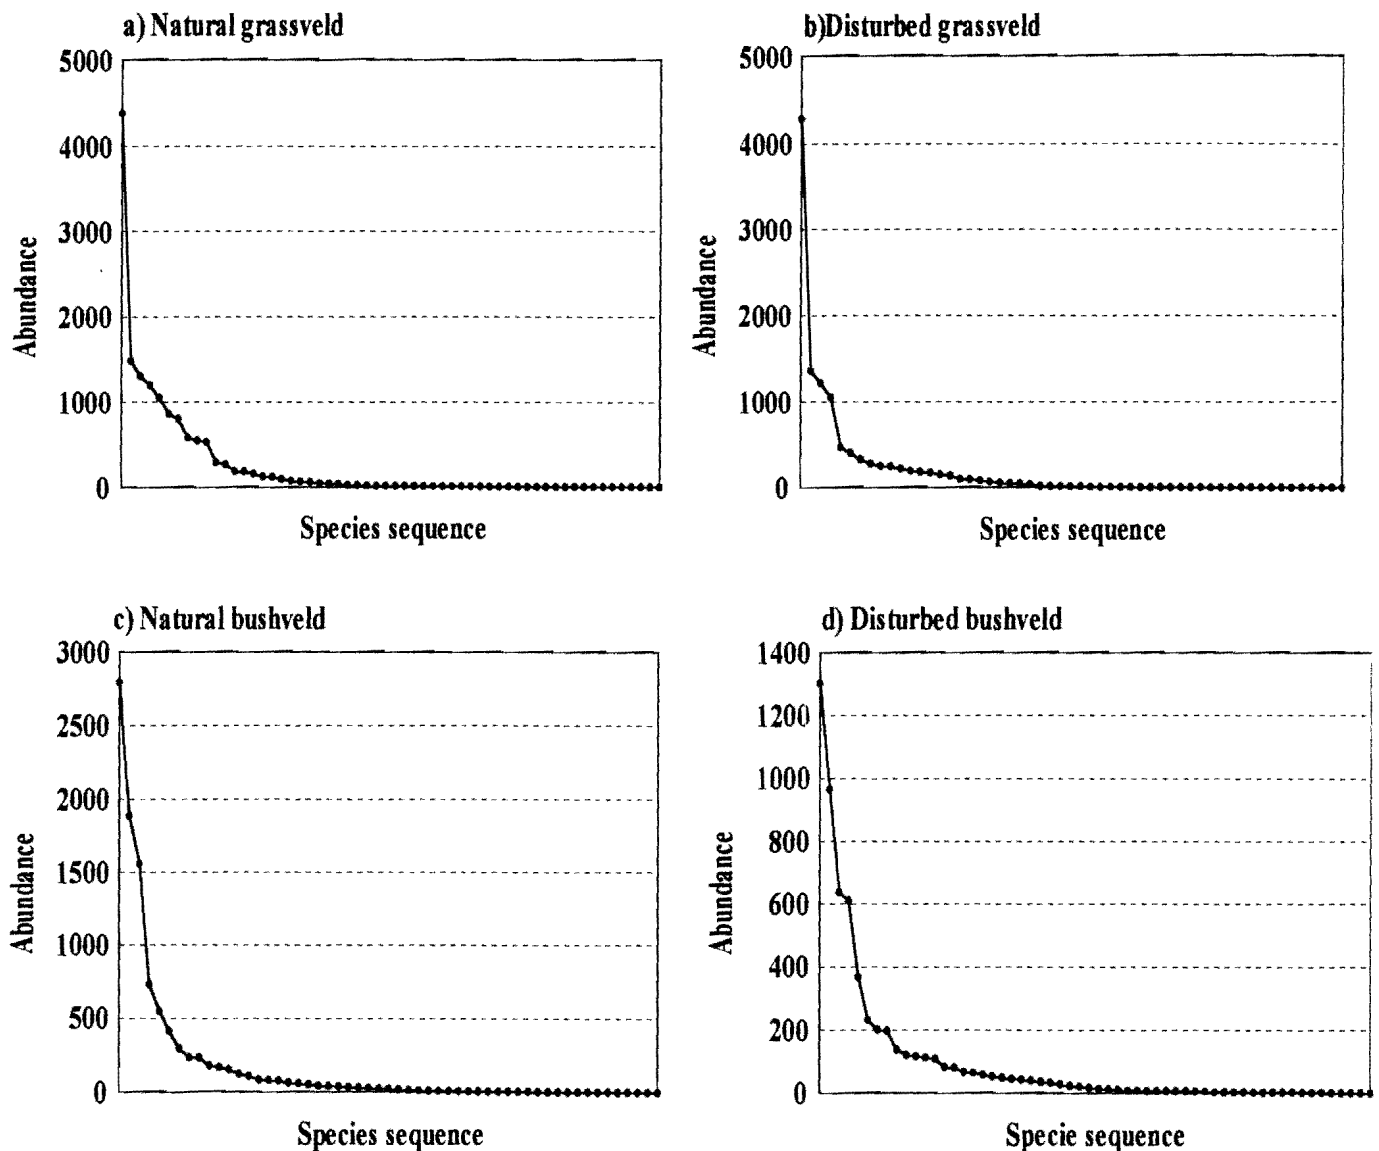 a) Natural grassveld
5000
4000
3000
2000
1000
0
Abundance
Species sequence
b)Disturbed grassveld
5000
4000
3000
2000
1000
0
Abundance
Species sequence
c) Natural bushveld
3000
2500
2000
1500
1000
500
0
Abundance
Species sequence
d) Disturbed bushveld
1400
1200
1000
800
600
400
200
0
Abundance
Specie sequence